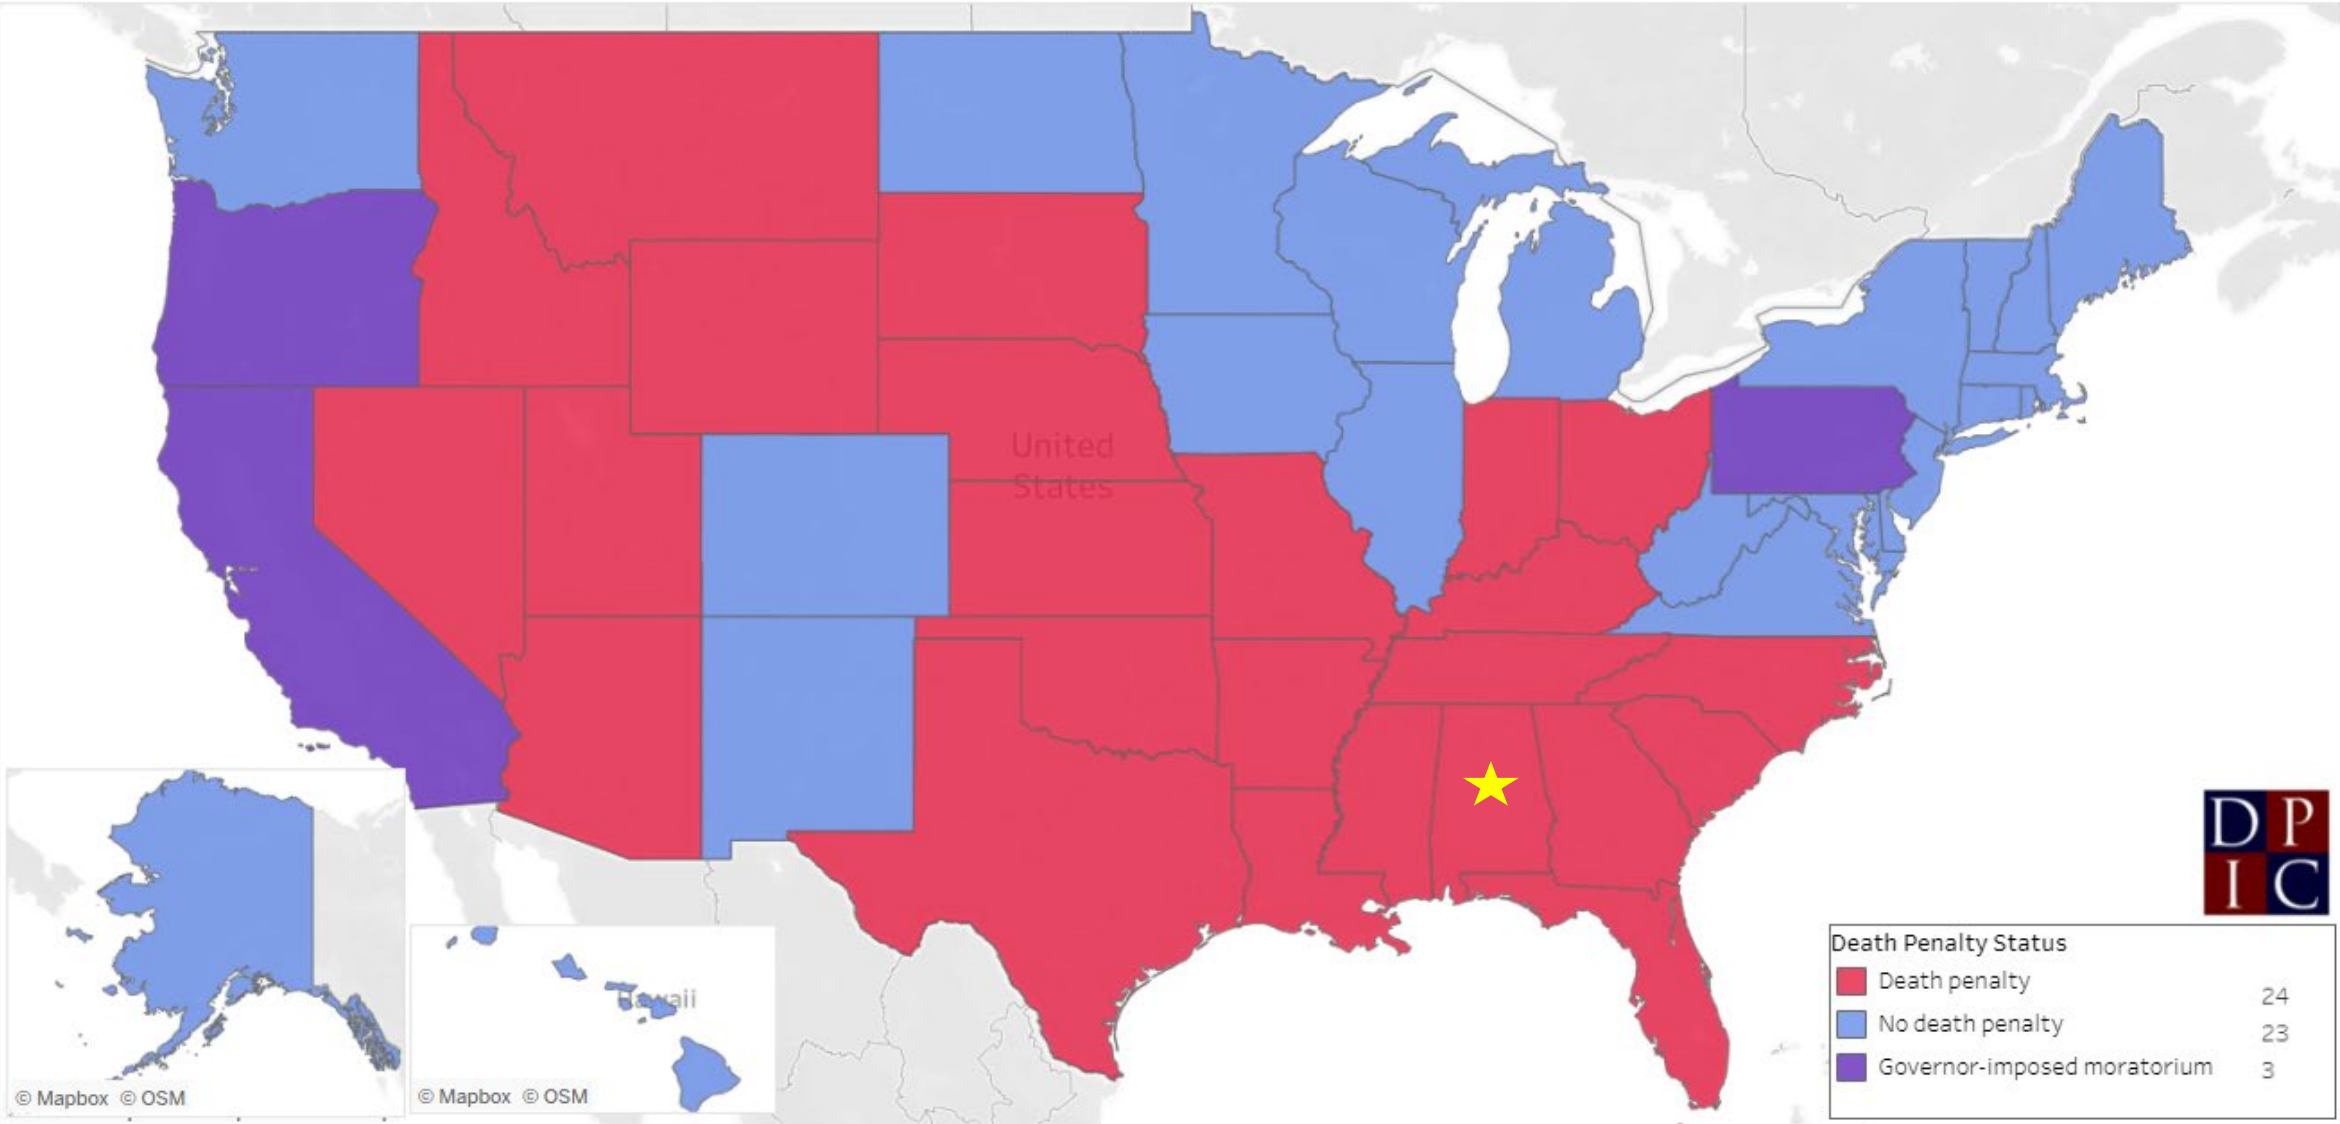 United
States
Hawaii
© Mapbox © OSM
© Mapbox © OSM
D P
I C
Death Penalty Status
Death penalty 24
No death penalty 23
Governor-imposed moratorium 3